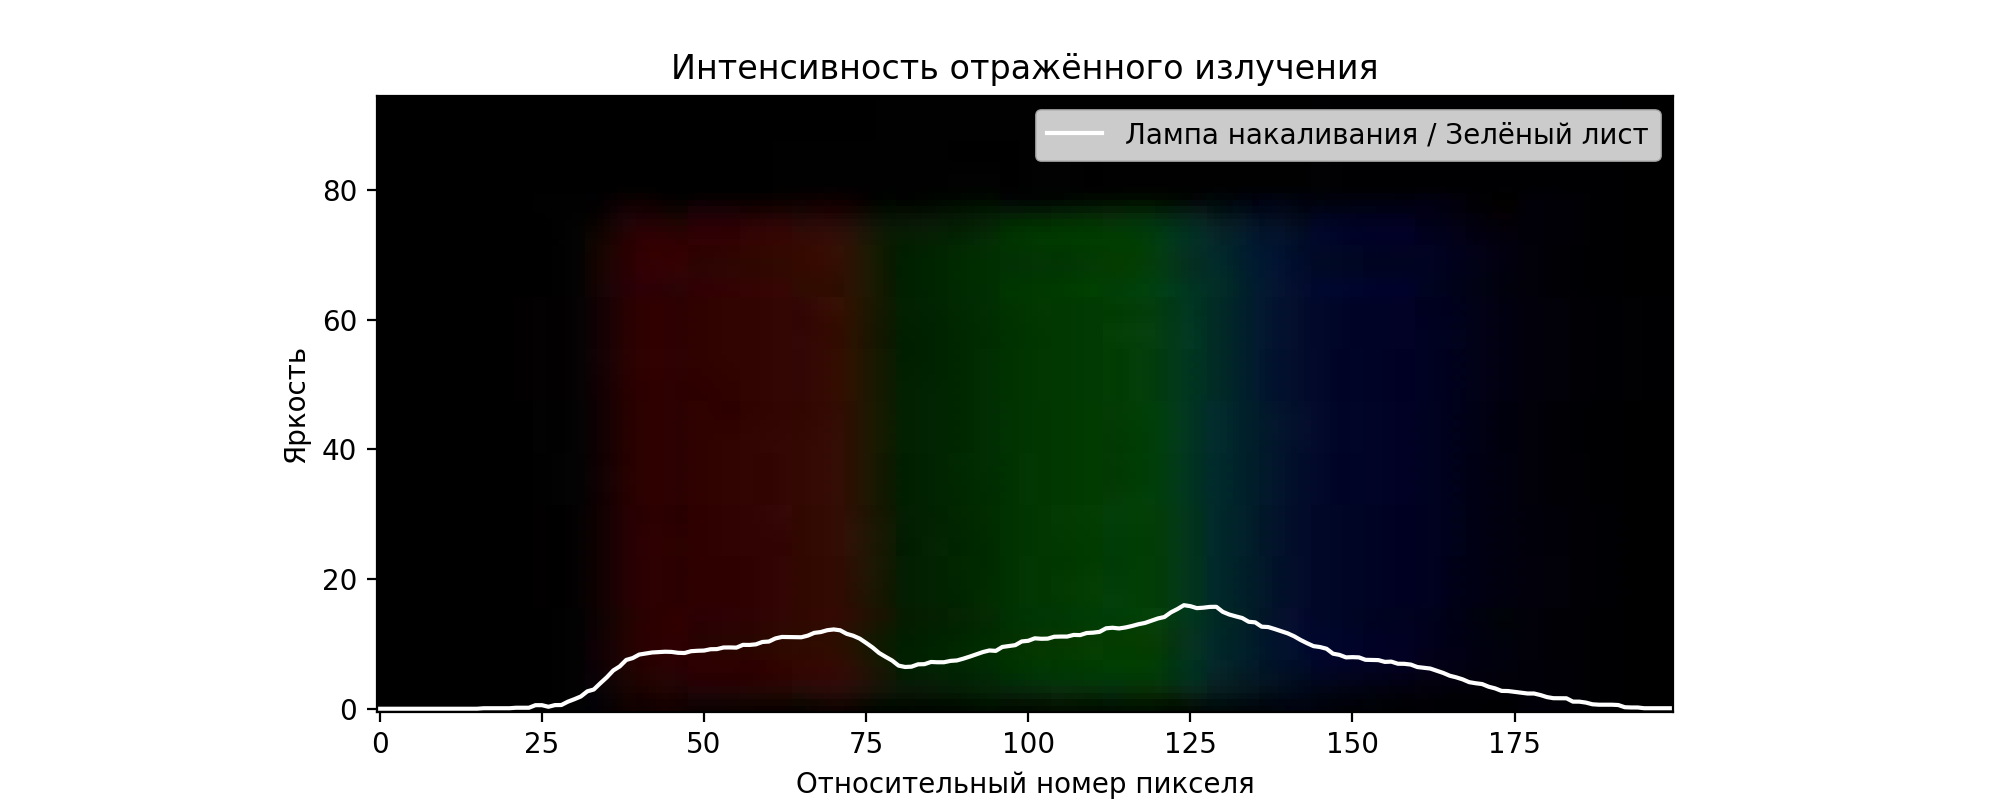 Интенсивность отражённого излучения
Лампа накаливания / Зелёный лист
Яркость
80
60
40
20
0
0 25 50 75 100 125 150 175
Относительный номер пикселя